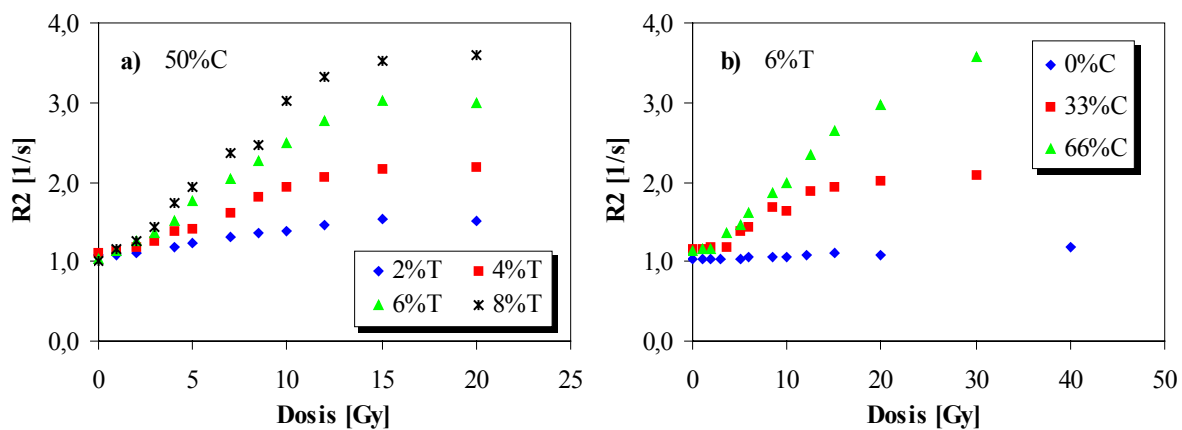 a) 50%C
R2 [1/s]
4,0
3,0
2,0
1,0
0,0
2%T 4%T
6%T 8%T
0 5 10 15 20 25
Dosis [Gy]
b) 6%T
R2 [1/s]
4,0
3,0
2,0
1,0
0,0
0%C
33%C
66%C
0 10 20 30 40 50
Dosis [Gy]